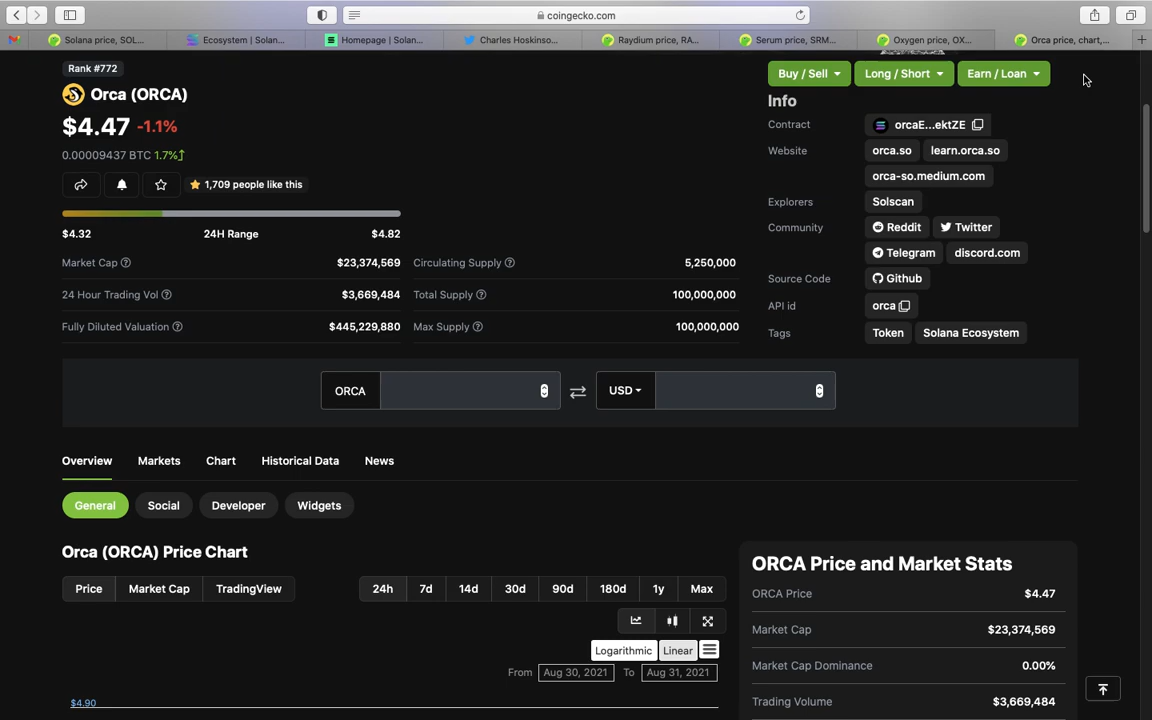 coingecko.com
Solana price, SOL...
Ecosystem | Solan...
Homepage | Solan...
Charles Hoskinso...
Raydium price, RA...
Serum price, SRM...
Oxygen price, OX...
Orca price, chart,...
Rank #772
Orca (ORCA)
$4.47 -1.1%
0.00009437 BTC 1.7%
1,709 people like this
$4.32 24H Range $4.82
Market Cap $23,374,569
24 Hour Trading Vol $3,669,484
Fully Diluted Valuation $445,229,880
Circulating Supply 5,250,000
Total Supply 100,000,000
Max Supply 100,000,000
Buy / Sell Long / Short Earn / Loan
Info
Contract orcaE...ektZE
Website orca.so learn.orca.so
orca-so.medium.com
Explorers Solscan
Community Reddit Twitter
Telegram discord.com
Source Code Github
API id orca
Tags Token Solana Ecosystem
ORCA USD
Overview Markets Chart Historical Data News
General Social Developer Widgets
Orca (ORCA) Price Chart
Price Market Cap TradingView
24h 7d 14d 30d 90d 180d 1y Max
Logarithmic Linear
From Aug 30, 2021 To Aug 31, 2021
$4.90
ORCA Price and Market Stats
ORCA Price $4.47
Market Cap $23,374,569
Market Cap Dominance 0.00%
Trading Volume $3,669,484